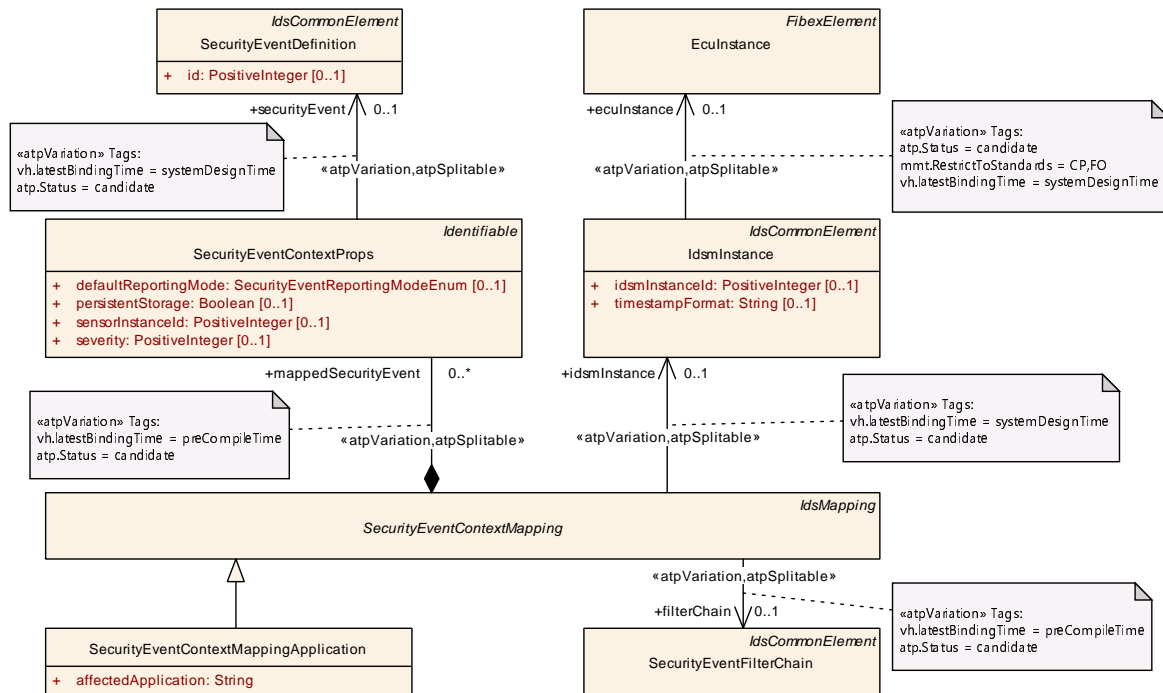 IdsCommonElement
SecurityEventDefinition
+ id: PositiveInteger [0..1]
FibexElement
EcuInstance
+securityEvent 0..1
+ecuInstance 0..1
«atpVariation» Tags:
vh.latestBindingTime = systemDesignTime
atp.Status = candidate
«atpVariation,atpSplitable»
«atpVariation,atpSplitable»
«atpVariation» Tags:
atp.Status = candidate
mmt.RestrictToStandards = CP,FO
vh.latestBindingTime = systemDesignTime
Identifiable
SecurityEventContextProps
+ defaultReportingMode: SecurityEventReportingModeEnum [0..1]
+ persistentStorage: Boolean [0..1]
+ sensorInstanceId: PositiveInteger [0..1]
+ severity: PositiveInteger [0..1]
IdsCommonElement
IdsmInstance
+ idsmInstanceId: PositiveInteger [0..1]
+ timestampFormat: String [0..1]
+mappedSecurityEvent 0..*
+idsmInstance 0..1
«atpVariation» Tags:
vh.latestBindingTime = preCompileTime
atp.Status = candidate
«atpVariation,atpSplitable»
«atpVariation,atpSplitable»
«atpVariation» Tags:
vh.latestBindingTime = systemDesignTime
atp.Status = candidate
IdsMapping
SecurityEventContextMapping
«atpVariation,atpSplitable»
+filterChain 0..1
«atpVariation» Tags:
vh.latestBindingTime = preCompileTime
atp.Status = candidate
SecurityEventContextMappingApplication
+ affectedApplication: String
IdsCommonElement
SecurityEventFilterChain